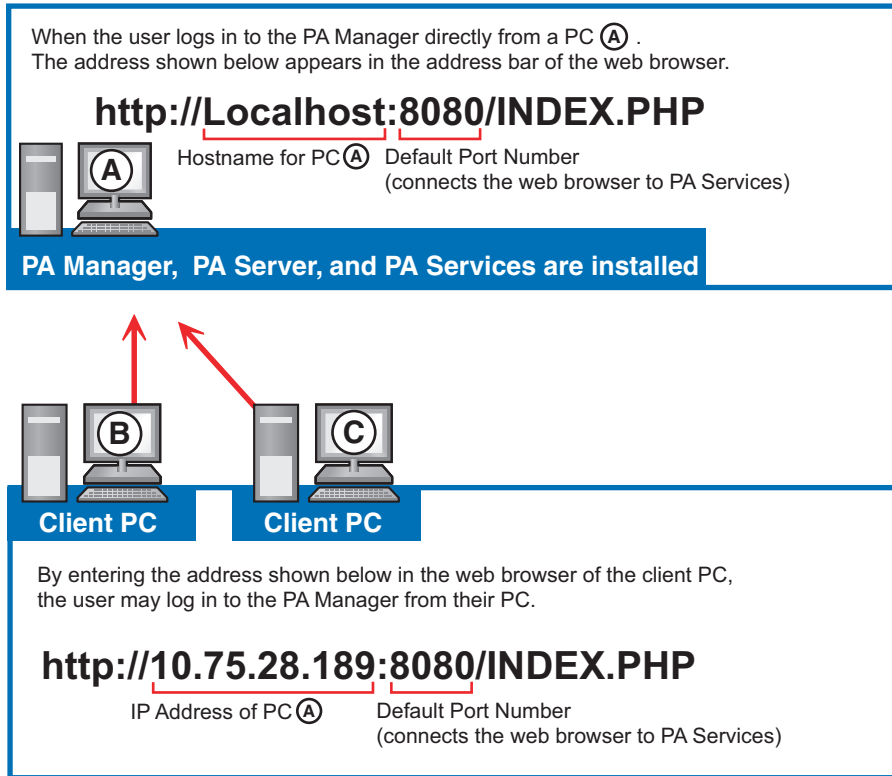 When the user logs in to the PA Manager directly from a PC Ⓐ .
The address shown below appears in the address bar of the web browser.
http://Localhost:8080/INDEX.PHP
Hostname for PC Ⓐ Default Port Number
(connects the web browser to PA Services)
A
PA Manager, PA Server, and PA Services are installed
B
C
Client PC
Client PC
By entering the address shown below in the web browser of the client PC,
the user may log in to the PA Manager from their PC.
http://10.75.28.189:8080/INDEX.PHP
IP Address of PC Ⓐ Default Port Number
(connects the web browser to PA Services)